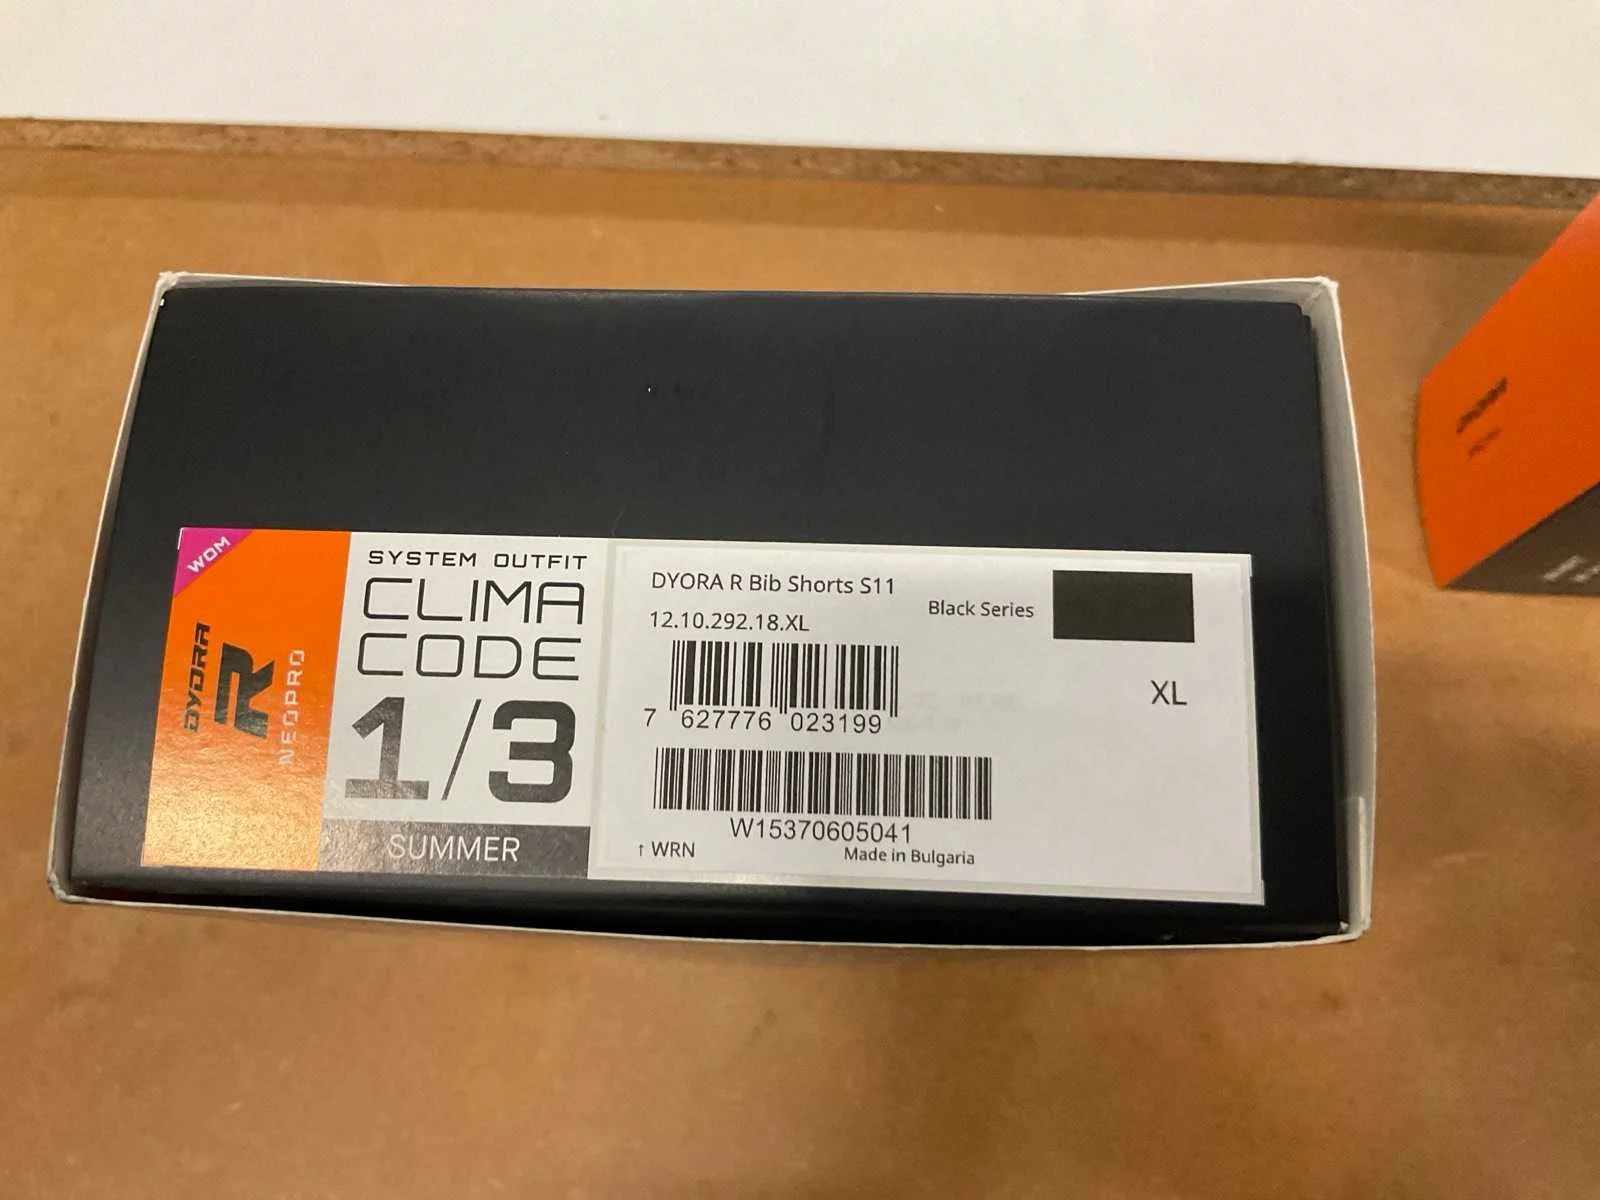 WOM
DYORA
R
NEOPRO
SYSTEM OUTFIT
CLIMA
CODE
1/3
SUMMER
DYORA R Bib Shorts S11
12.10.292.18.XL
Black Series
XL
7 627776 023199
W15370605041
↑ WRN
Made in Bulgaria